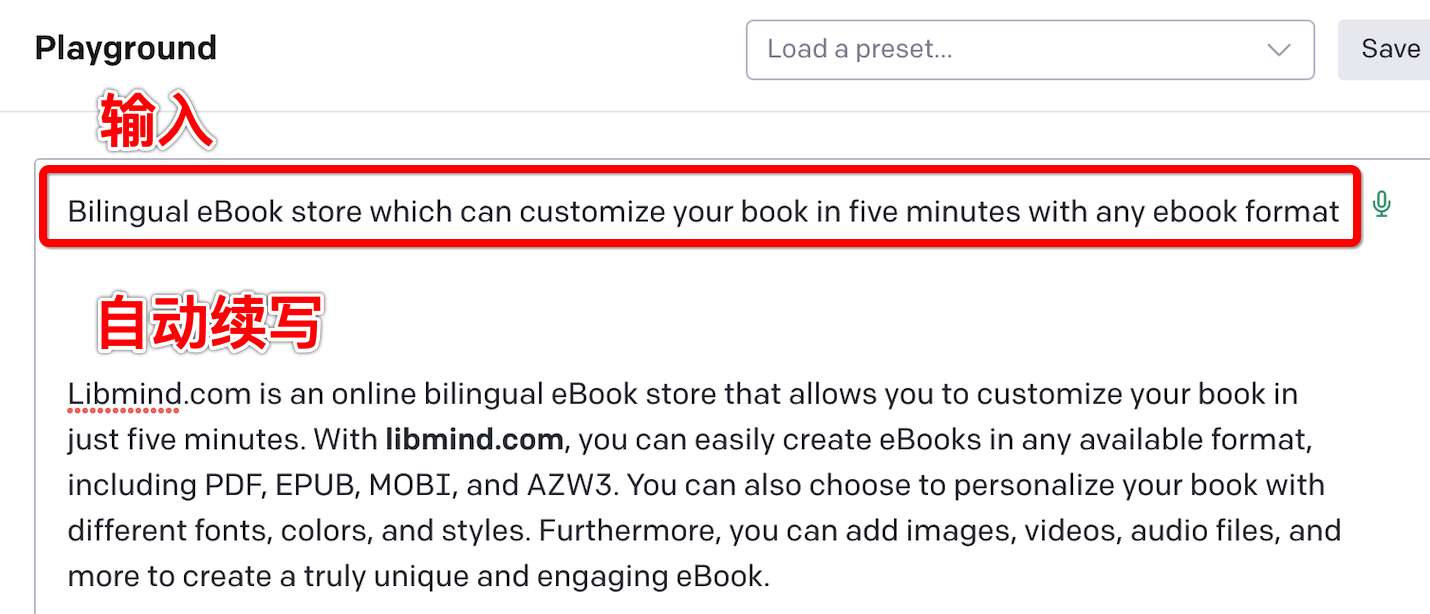 Playground
Load a preset...
Save
输入
Bilingual eBook store which can customize your book in five minutes with any ebook format
自动续写
Libmind.com is an online bilingual eBook store that allows you to customize your book in
just five minutes. With libmind.com, you can easily create eBooks in any available format,
including PDF, EPUB, MOBI, and AZW3. You can also choose to personalize your book with
different fonts, colors, and styles. Furthermore, you can add images, videos, audio files, and
more to create a truly unique and engaging eBook.